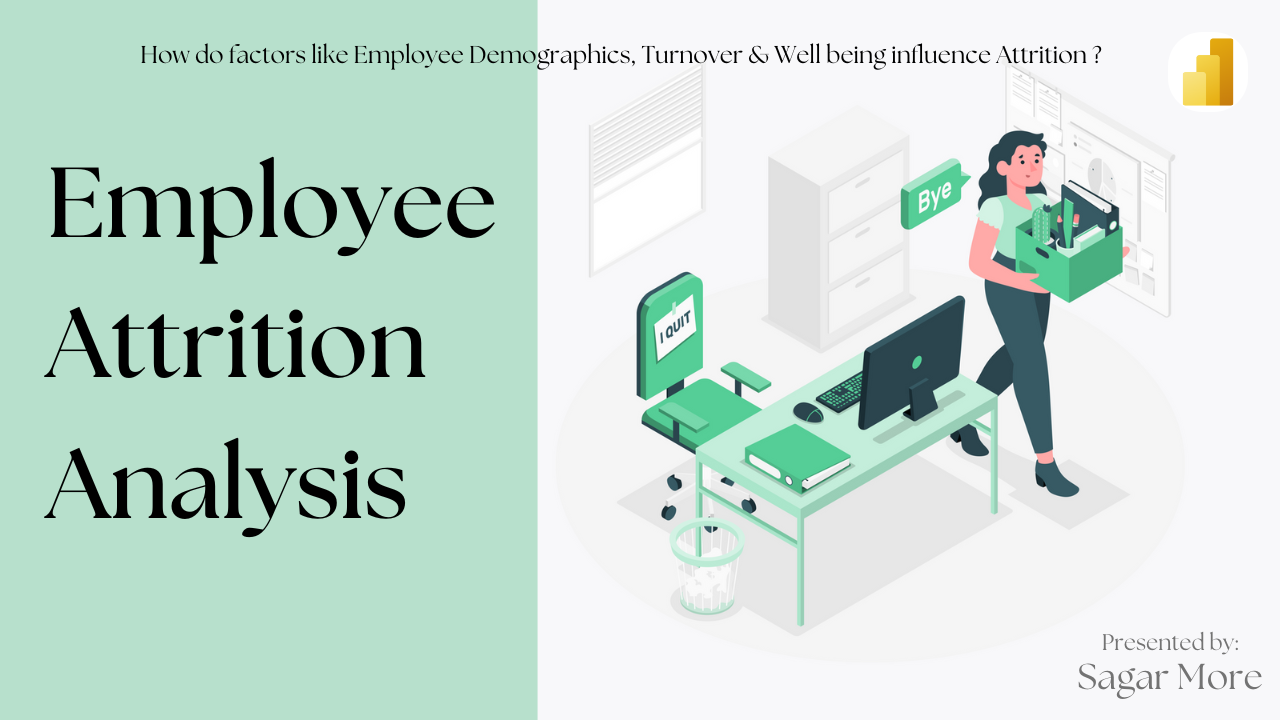 How do factors like Employee Demographics, Turnover & Well being influence Attrition ?
Employee
Attrition
Analysis
Bye
I QUIT
Presented by:
Sagar More